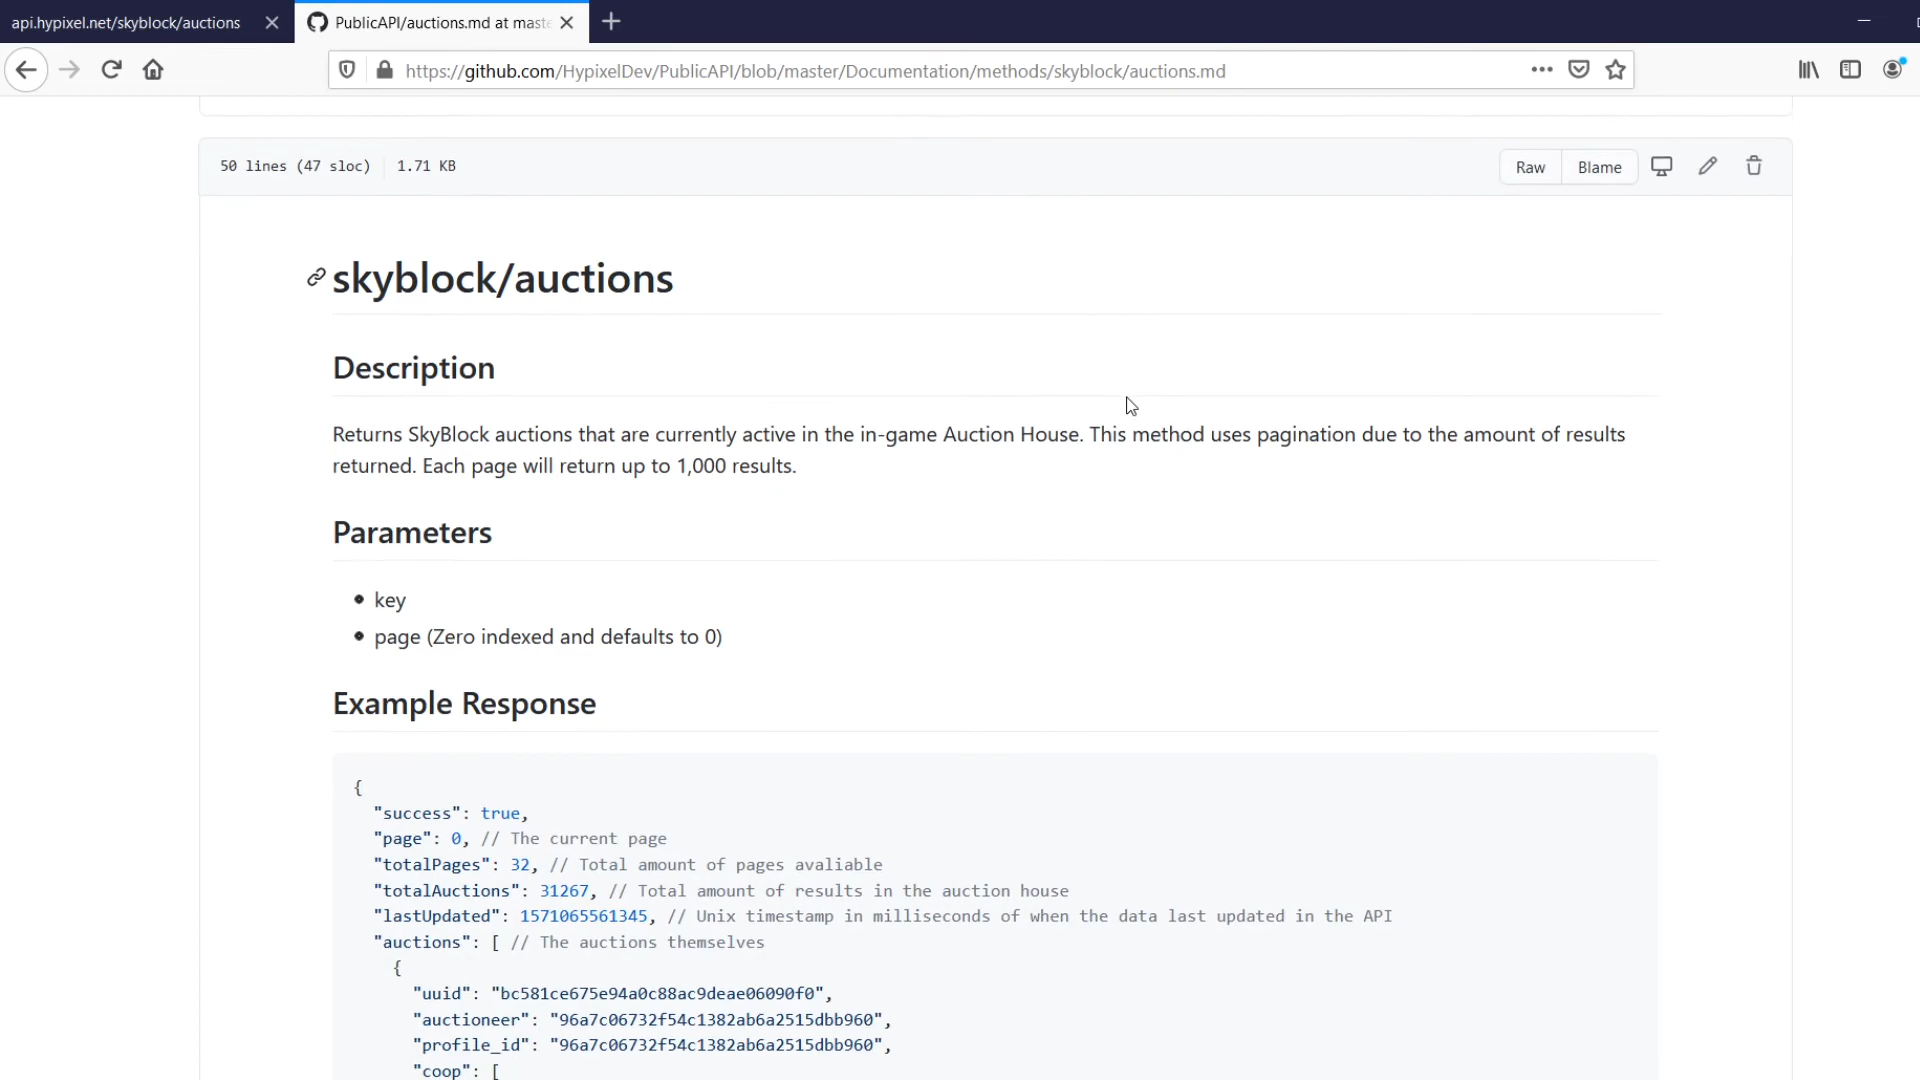 api.hypixel.net/skyblock/auctions
PublicAPI/auctions.md at maste
https://github.com/HypixelDev/PublicAPI/blob/master/Documentation/methods/skyblock/auctions.md
50 lines (47 sloc) 1.71 KB
Raw Blame
skyblock/auctions
Description
Returns SkyBlock auctions that are currently active in the in-game Auction House. This method uses pagination due to the amount of results
returned. Each page will return up to 1,000 results.
Parameters
• key
• page (Zero indexed and defaults to 0)
Example Response
{
"success": true,
"page": 0, // The current page
"totalPages": 32, // Total amount of pages avaliable
"totalAuctions": 31267, // Total amount of results in the auction house
"lastUpdated": 1571065561345, // Unix timestamp in milliseconds of when the data last updated in the API
"auctions": [ // The auctions themselves
{
"uuid": "bc581ce675e94a0c88ac9deae06090f0",
"auctioneer": "96a7c06732f54c1382ab6a2515dbb960",
"profile_id": "96a7c06732f54c1382ab6a2515dbb960",
"coop": [